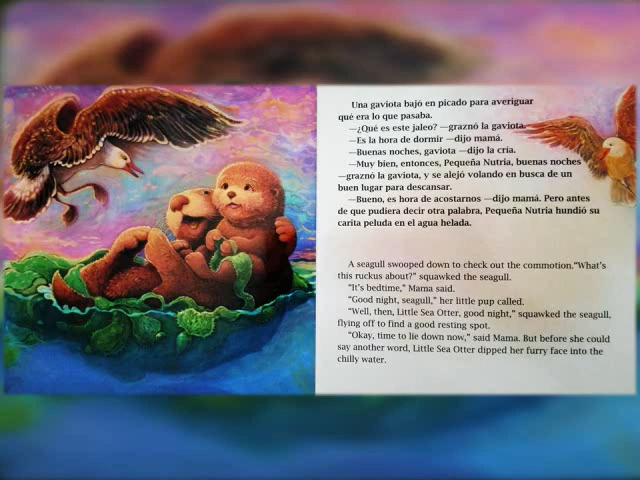 Una gaviota bajó en picado para averiguar
qué era lo que pasaba.
—¿Qué es este jaleo? —graznó la gaviota.
—Es la hora de dormir —dijo mamá.
—Buenas noches, gaviota —dijo la cría.
—Muy bien, entonces, Pequeña Nutria, buenas noches
—graznó la gaviota, y se alejó volando en busca de un
buen lugar para descansar.
—Bueno, es hora de acostarnos —dijo mamá. Pero antes
de que pudiera decir otra palabra, Pequeña Nutria hundió su
carita peluda en el agua helada.
A seagull swooped down to check out the commotion.“What’s
this ruckus about?” squawked the seagull.
“It’s bedtime,” Mama said.
“Good night, seagull,” her little pup called.
“Well, then, Little Sea Otter, good night,” squawked the seagull,
flying off to find a good resting spot.
“Okay, time to lie down now,” said Mama. But before she could
say another word, Little Sea Otter dipped her furry face into the
chilly water.